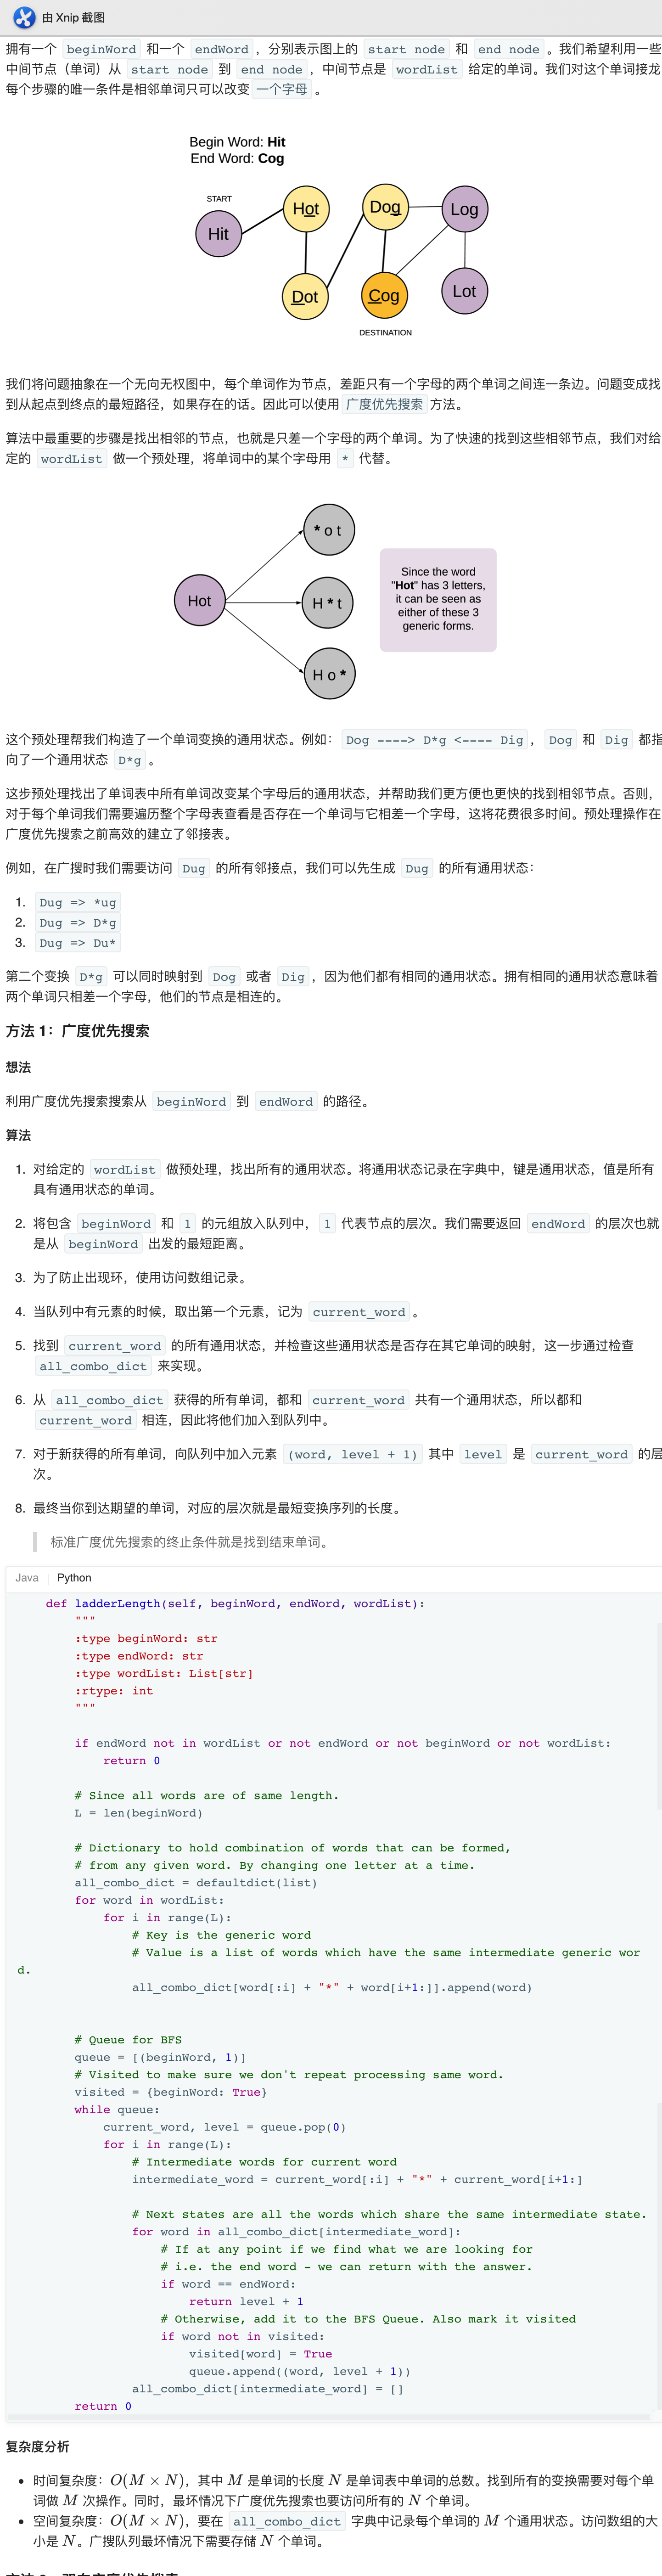 由 Xnip 截图
拥有一个 beginWord 和一个 endWord ，分别表示图上的 start node 和 end node 。我们希望利用一些
中间节点（单词）从 start node 到 end node ，中间节点是 wordList 给定的单词。我们对这个单词接龙
每个步骤的唯一条件是相邻单词只可以改变 一个字母 。
Begin Word: Hit
End Word: Cog
START
Hit
Hot
Dog
Log
Dot
Cog
Lot
DESTINATION
我们将问题抽象在一个无向无权图中，每个单词作为节点，差距只有一个字母的两个单词之间连一条边。问题变成找
到从起点到终点的最短路径，如果存在的话。因此可以使用 广度优先搜索 方法。
算法中最重要的步骤是找出相邻的节点，也就是只差一个字母的两个单词。为了快速的找到这些相邻节点，我们对给
定的 wordList 做一个预处理，将单词中的某个字母用 * 代替。
Hot
* o t
H * t
H o *
Since the word
"Hot" has 3 letters,
it can be seen as
either of these 3
generic forms.
这个预处理帮我们构造了一个单词变换的通用状态。例如： Dog ----> D*g <---- Dig ， Dog 和 Dig 都指
向了一个通用状态 D*g 。
这步预处理找出了单词表中所有单词改变某个字母后的通用状态，并帮助我们更方便也更快的找到相邻节点。否则，
对于每个单词我们需要遍历整个字母表查看是否存在一个单词与它相差一个字母，这将花费很多时间。预处理操作在
广度优先搜索之前高效的建立了邻接表。
例如，在广搜时我们需要访问 Dug 的所有邻接点，我们可以先生成 Dug 的所有通用状态：
1. Dug => *ug
2. Dug => D*g
3. Dug => Du*
第二个变换 D*g 可以同时映射到 Dog 或者 Dig ，因为他们都有相同的通用状态。拥有相同的通用状态意味着
两个单词只相差一个字母，他们的节点是相连的。
方法 1：广度优先搜索
想法
利用广度优先搜索搜索从 beginWord 到 endWord 的路径。
算法
1. 对给定的 wordList 做预处理，找出所有的通用状态。将通用状态记录在字典中，键是通用状态，值是所有
具有通用状态的单词。
2. 将包含 beginWord 和 1 的元组放入队列中， 1 代表节点的层次。我们需要返回 endWord 的层次也就
是从 beginWord 出发的最短距离。
3. 为了防止出现环，使用访问数组记录。
4. 当队列中有元素的时候，取出第一个元素，记为 current_word 。
5. 找到 current_word 的所有通用状态，并检查这些通用状态是否存在其它单词的映射，这一步通过检查
all_combo_dict 来实现。
6. 从 all_combo_dict 获得的所有单词，都和 current_word 共有一个通用状态，所以都和
current_word 相连，因此将他们加入到队列中。
7. 对于新获得的所有单词，向队列中加入元素 (word, level + 1) 其中 level 是 current_word 的层
次。
8. 最终当你到达期望的单词，对应的层次就是最短变换序列的长度。
标准广度优先搜索的终止条件就是找到结束单词。
Java | Python
def ladderLength(self, beginWord, endWord, wordList):
"""
:type beginWord: str
:type endWord: str
:type wordList: List[str]
:rtype: int
"""
if endWord not in wordList or not endWord or not beginWord or not wordList:
return 0
# Since all words are of same length.
L = len(beginWord)
# Dictionary to hold combination of words that can be formed,
# from any given word. By changing one letter at a time.
all_combo_dict = defaultdict(list)
for word in wordList:
for i in range(L):
# Key is the generic word
# Value is a list of words which have the same intermediate generic wor
d.
all_combo_dict[word[:i] + "*" + word[i+1:]].append(word)
# Queue for BFS
queue = [(beginWord, 1)]
# Visited to make sure we don't repeat processing same word.
visited = {beginWord: True}
while queue:
current_word, level = queue.pop(0)
for i in range(L):
# Intermediate words for current word
intermediate_word = current_word[:i] + "*" + current_word[i+1:]
# Next states are all the words which share the same intermediate state.
for word in all_combo_dict[intermediate_word]:
# If at any point if we find what we are looking for
# i.e. the end word - we can return with the answer.
if word == endWord:
return level + 1
# Otherwise, add it to the BFS Queue. Also mark it visited
if word not in visited:
visited[word] = True
queue.append((word, level + 1))
all_combo_dict[intermediate_word] = []
return 0
复杂度分析
• 时间复杂度：O(M × N)，其中 M 是单词的长度 N 是单词表中单词的总数。找到所有的变换需要对每个单
词做 M 次操作。同时，最坏情况下广度优先搜索也要访问所有的 N 个单词。
• 空间复杂度：O(M × N)，要在 all_combo_dict 字典中记录每个单词的 M 个通用状态。访问数组的大
小是 N。广搜队列最坏情况下需要存储 N 个单词。